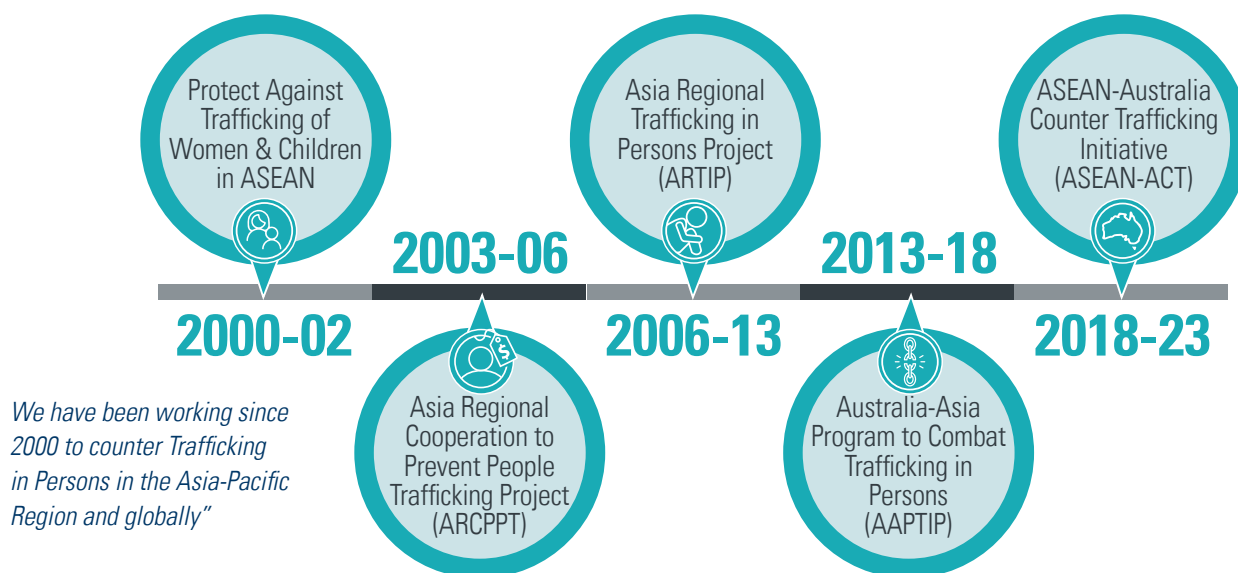 Protect Against
Trafficking of
Women & Children
in ASEAN
2000-02
2003-06
Asia Regional
Cooperation to
Prevent People
Trafficking Project
(ARCPPT)
Asia Regional
Trafficking in
Persons Project
(ARTIP)
2006-13
2013-18
Australia-Asia
Program to Combat
Trafficking in
Persons
(AAPTIP)
ASEAN-Australia
Counter Trafficking
Initiative
(ASEAN-ACT)
2018-23
We have been working since
2000 to counter Trafficking
in Persons in the Asia-Pacific
Region and globally”
$